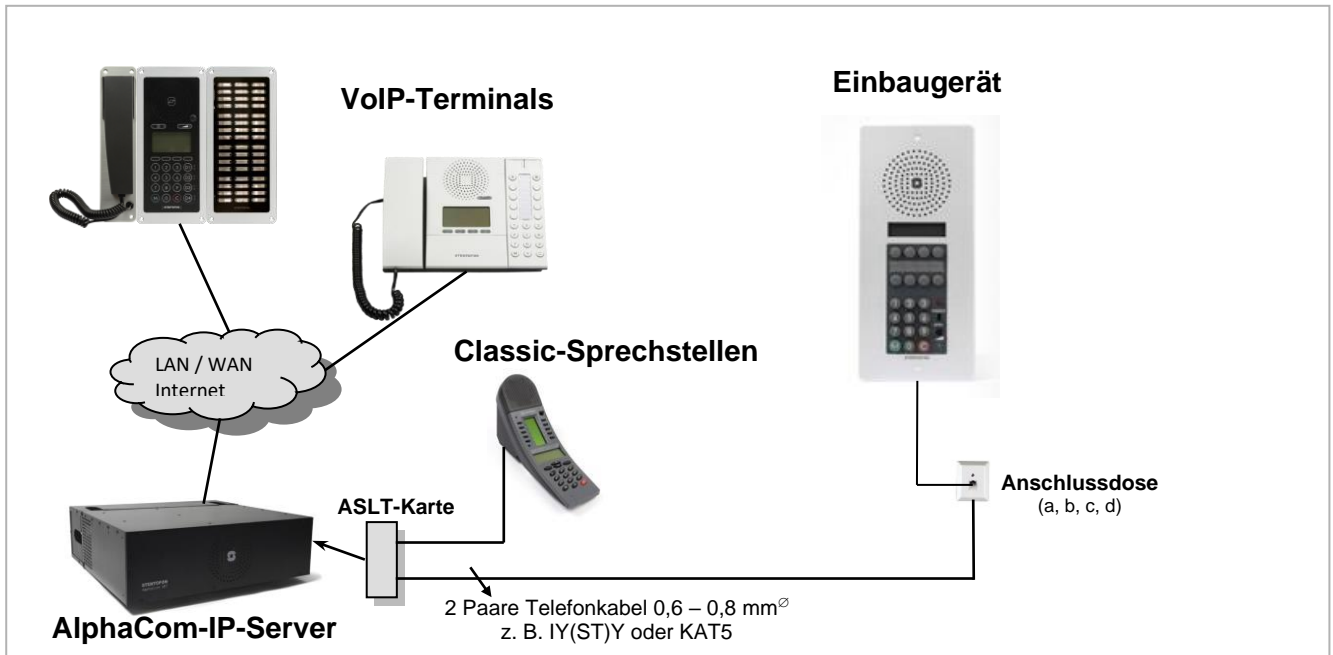 VoIP-Terminals
Einbaugerät
LAN / WAN
Internet
Classic-Sprechstellen
ASLT-Karte
Anschlussdose
(a, b, c, d)
2 Paare Telefonkabel 0,6 – 0,8 mm∅
z. B. IY(ST)Y oder KAT5
AlphaCom-IP-Server